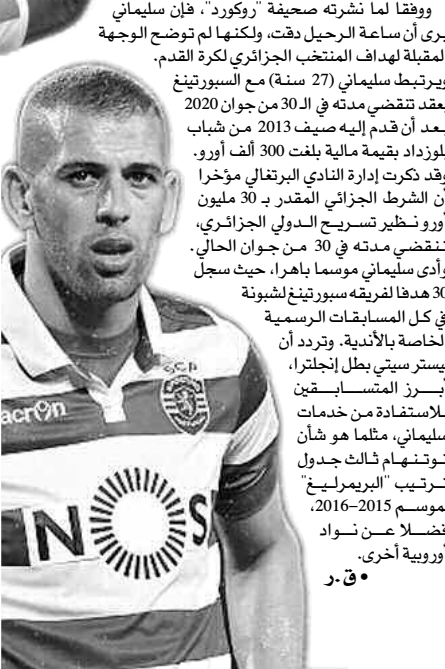 ووفقا لما نشرته صحيفة "روكورد"، فإن سليماني
يرى أن ساعة الرحيل دقت، ولكنها لم توضح الوجهة
المقبلة لهداف المنتخب الجزائري لكرة القدم.
ويرتبط سليماني (27 سنة) مع السبورتينغ
بعقد تنقضي مدته في الـ 30 من جوان 2020
بعد أن قدم إليه صيف 2013 من شباب
بلوزداد بقيمة مالية بلغت 300 ألف أورو.
وقد ذكرت إدارة النادي البرتغالي مؤخرا
أن الشرط الجزائي المقدر بـ 30 مليون
أورو نظير تسريح الدولي الجزائري،
تنقضي مدته في 30 من جوان الحالي.
وأدى سليماني موسما باهرا، حيث سجل
30 هدفا لفريقه سبورتينغ لشبونة
في كل المسابقات الرسمية
الخاصة بالأندية. وتردد أن
ليستر سيتي بطل إنجلترا،
أبرز المتسابقين
للاستفادة من خدمات
سليماني، مثلما هو شأن
توتنهام ثالث جدول
ترتيب "البريمرليغ"
لموسم 2015-2016،
فضلا عن نواد
أوروبية أخرى.
• ق.ر
SCP
acron
N S